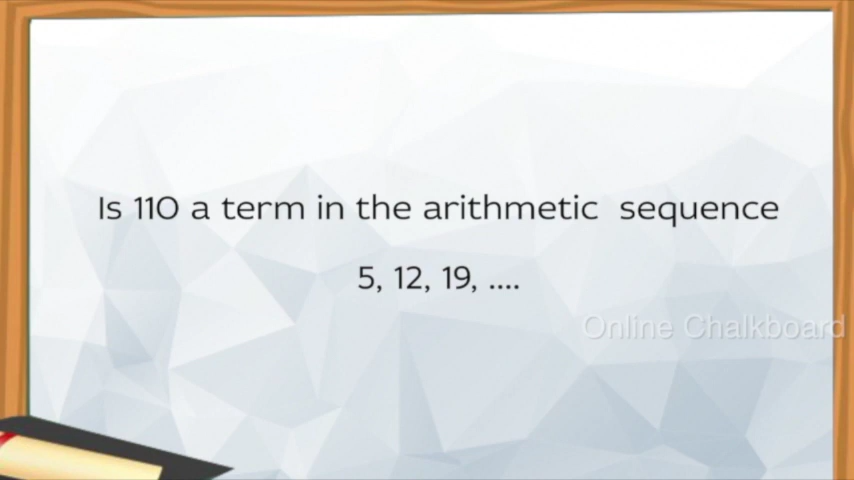 Is 110 a term in the arithmetic sequence
5, 12, 19, ....
Online Chalkboard